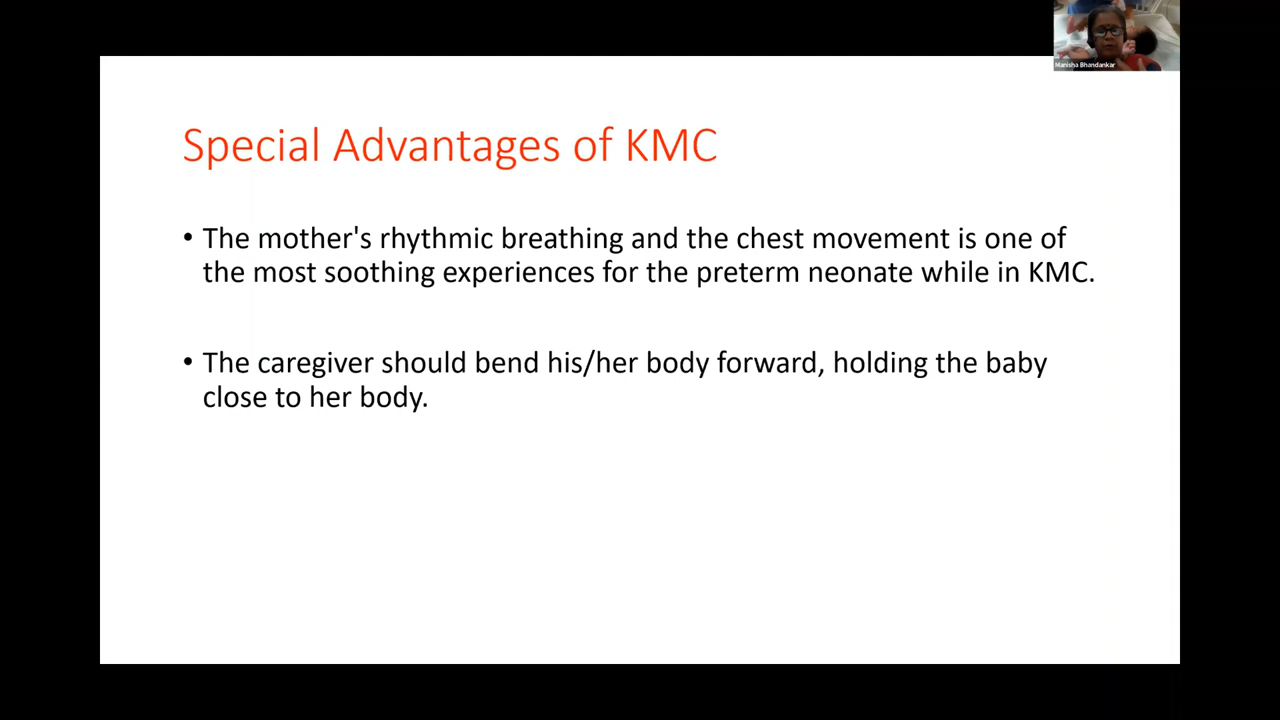 Manisha Bhandankar
Special Advantages of KMC
• The mother's rhythmic breathing and the chest movement is one of
the most soothing experiences for the preterm neonate while in KMC.
• The caregiver should bend his/her body forward, holding the baby
close to her body.